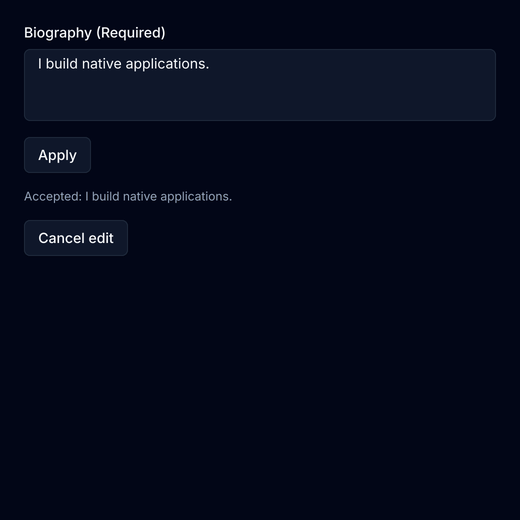 Biography (Required)
I build native applications.
Apply
Accepted: I build native applications.
Cancel edit